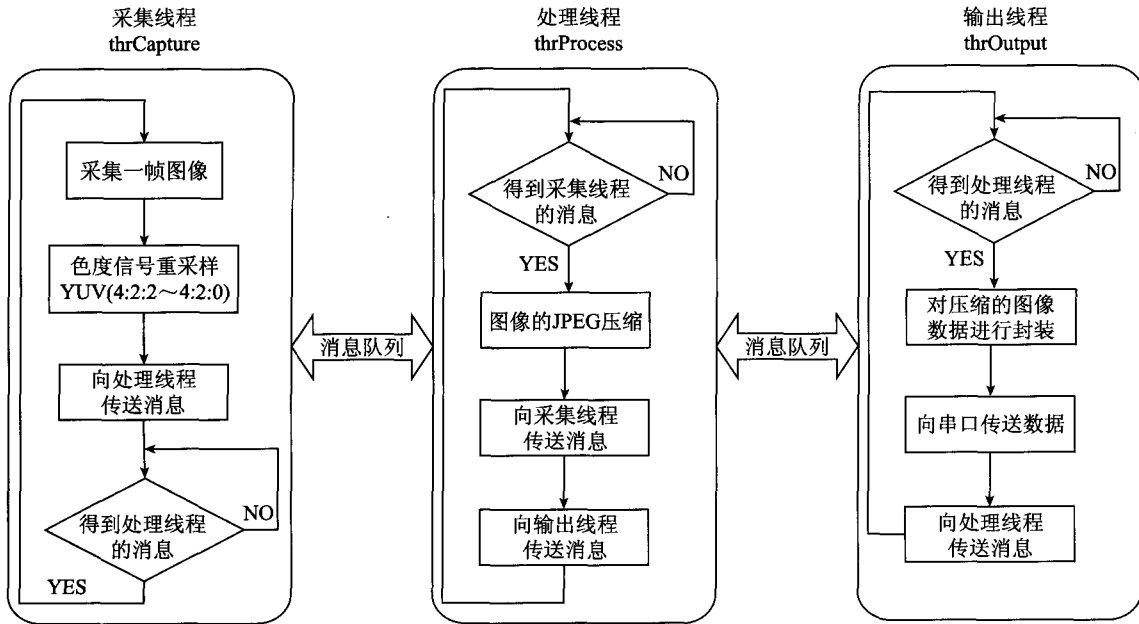 采集线程
thrCapture
采集一帧图像
色度信号重采样
YUV(4:2:2～4:2:0)
向处理线程
传送消息
得到处理线程
的消息
NO
YES
消息队列
处理线程
thrProcess
得到采集线程
的消息
NO
YES
图像的JPEG压缩
向采集线程
传送消息
向输出线程
传送消息
消息队列
输出线程
thrOutput
得到处理线程
的消息
NO
YES
对压缩的图像
数据进行封装
向串口传送数据
向处理线程
传送消息